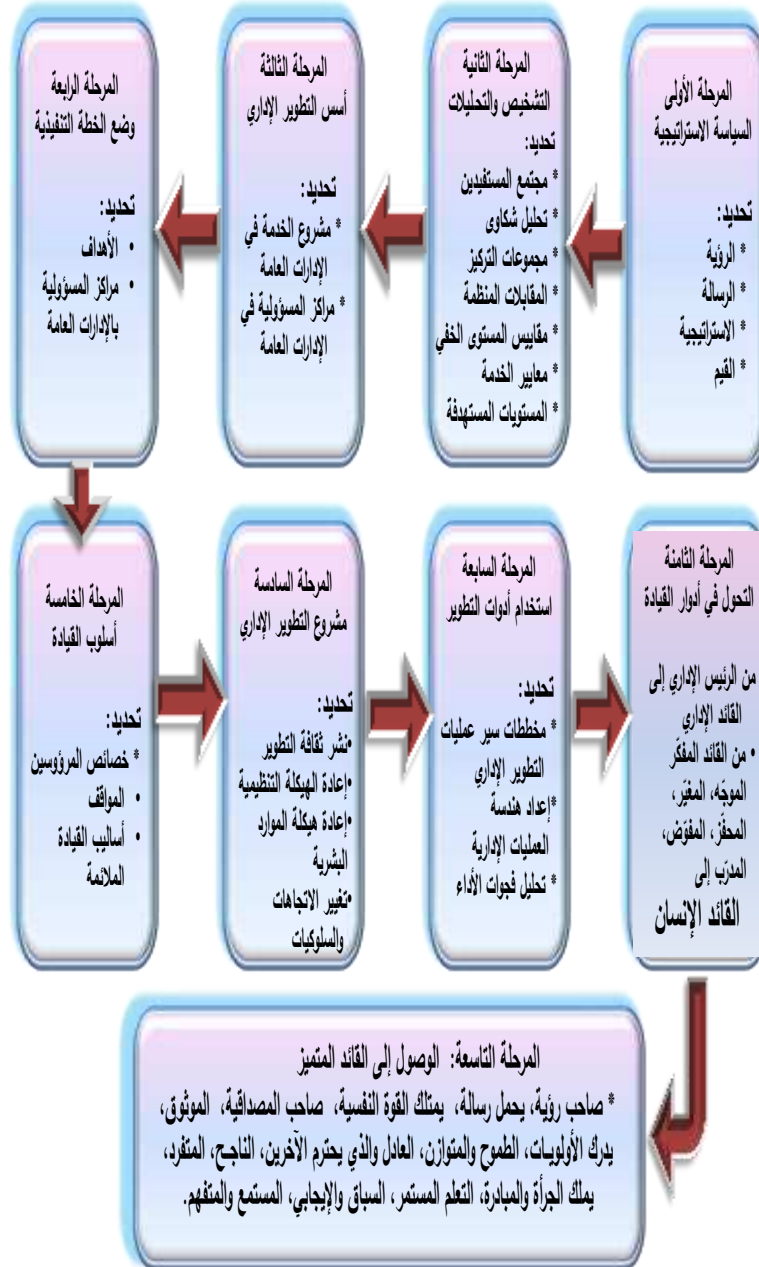 المرحلة الأولى
السياسة الاستراتيجية
تحديد:
* الرؤية
* الرسالة
* الاستراتيجية
* القيم
المرحلة الثانية
التشخيص والتحليلات
تحديد:
* مجتمع المستفيدين
* تحليل شكاوى
* مجموعات التركيز
* المقابلات المنظمة
* مقاييس المستوى الخفي
* معايير الخدمة
* المستويات المستهدفة
المرحلة الثالثة
أسس التطوير الإداري
تحديد:
* مشروع الخدمة في
الإدارات العامة
* مراكز المسؤولية في
الإدارات العامة
المرحلة الرابعة
وضع الخطة التنفيذية
تحديد:
• الأهداف
• مراكز المسؤولية
بالإدارات العامة
المرحلة الخامسة
أسلوب القيادة
تحديد:
* خصائص المرؤوسين
• المواقف
• أساليب القيادة
الملائمة
المرحلة السادسة
مشروع التطوير الإداري
تحديد:
•نشر ثقافة التطوير
•إعادة الهيكلة التنظيمية
•إعادة هيكلة الموارد
البشرية
•تغيير الاتجاهات
والسلوكيات
المرحلة السابعة
استخدام أدوات التطوير
تحديد:
* مخططات سير عمليات
التطوير الإداري
*إعداد هندسة
العمليات الإدارية
* تحليل فجوات الأداء
المرحلة الثامنة
التحول في أدوار القيادة
من الرئيس الإداري إلى
القائد الإداري
• من القائد المفكّر
الموجّه، المغيّر،
المحفّز، المفوّض،
المدرّب إلى
القائد الإنسان
المرحلة التاسعة: الوصول إلى القائد المتميز
* صاحب رؤية، يحمل رسالة، يمتلك القوة النفسية، صاحب المصداقية، الموثوق،
يدرك الأولويات، الطموح والمتوازن، العادل والذي يحترم الآخرين، الناجح، المتفرد،
يملك الجرأة والمبادرة، التعلم المستمر، السباق والإيجابي، المستمع والمتفهم.